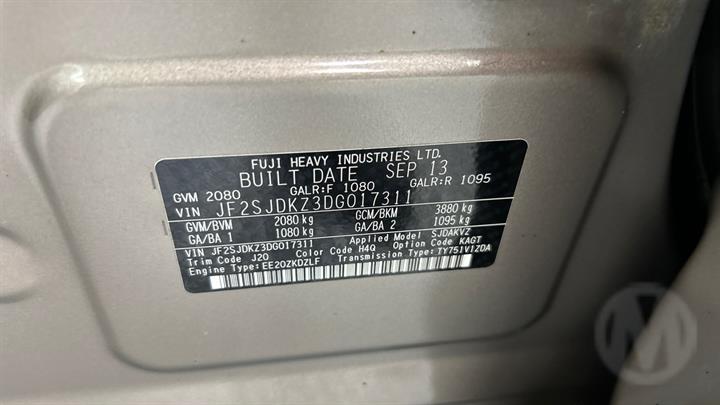 FUJI HEAVY INDUSTRIES LTD.
BUILT DATE SEP 13
GVM 2080 GALR:F 1080 GALR:R 1095
VIN JF2SJDKZ3DG017311
GVM/BVM 2080 kg GCM/BKM 3880 kg
GA/BA 1 1080 kg GA/BA 2 1095 kg
VIN JF2SJDKZ3DG017311 Applied Model SJDAKVZ
Trim Code J20 Color Code H4Q Option Code KAGT
Engine Type: EE20ZKDZLF Transmission Type: TY751VIZDA
M